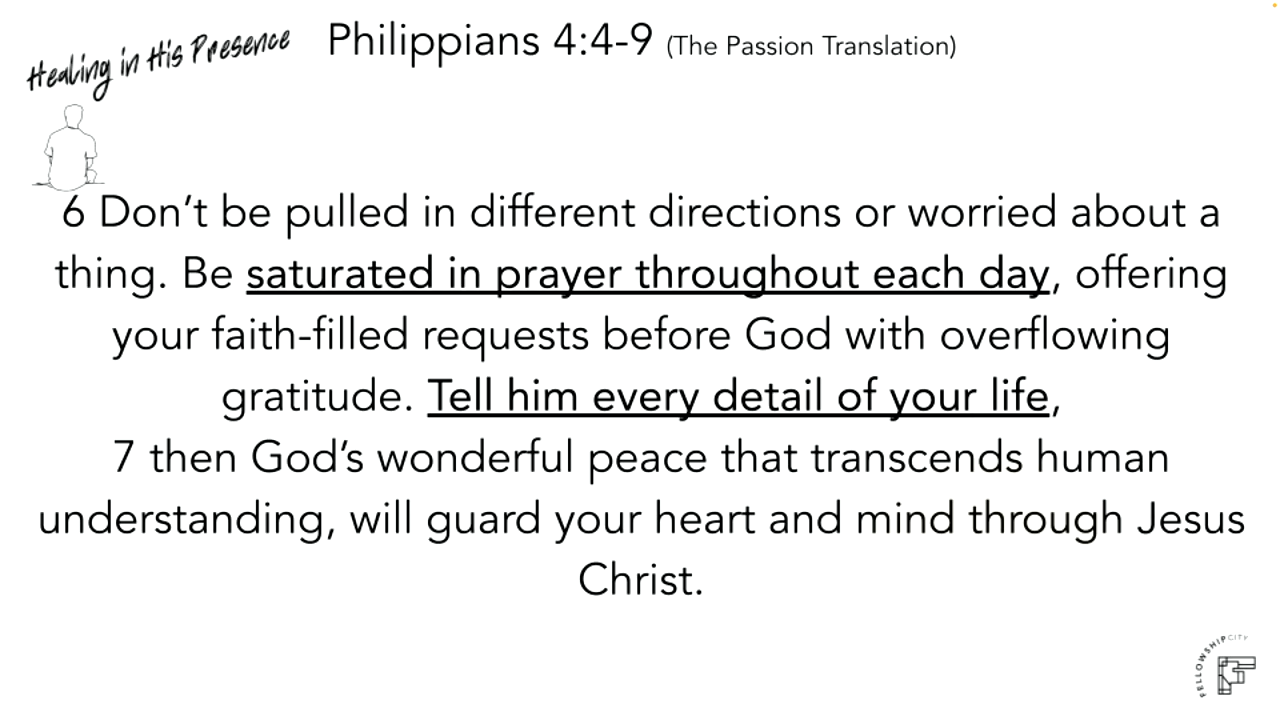 Healing in His Presence
Philippians 4:4-9 (The Passion Translation)
6 Don’t be pulled in different directions or worried about a
thing. Be saturated in prayer throughout each day, offering
your faith-filled requests before God with overflowing
gratitude. Tell him every detail of your life,
7 then God’s wonderful peace that transcends human
understanding, will guard your heart and mind through Jesus
Christ.
FELLOWSHIPCITY